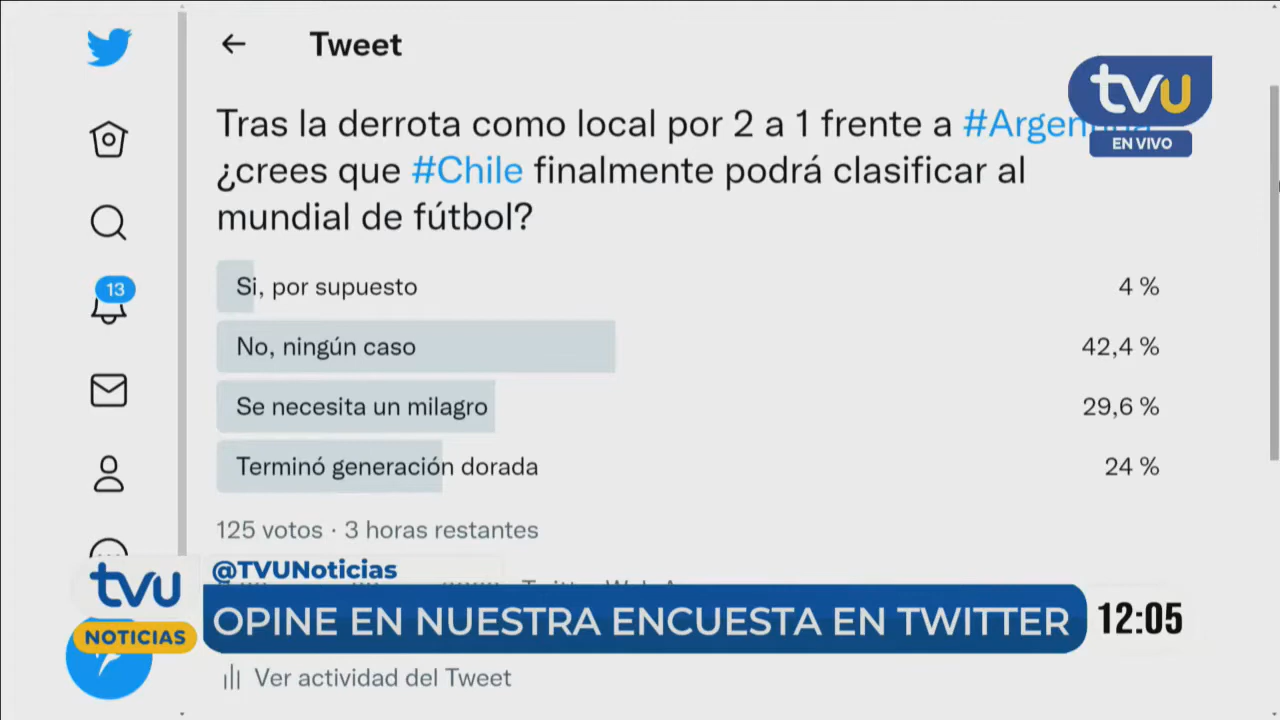 Tweet
tvu
EN VIVO
Tras la derrota como local por 2 a 1 frente a
¿crees que #Chile finalmente podrá clasificar al
mundial de fútbol?
13
Si, por supuesto 4 %
No, ningún caso 42,4 %
Se necesita un milagro 29,6 %
Terminó generación dorada 24 %
125 votos · 3 horas restantes
@TVUNoticias
tvu
NOTICIAS
OPINE EN NUESTRA ENCUESTA EN TWITTER
12:05
Ver actividad del Tweet